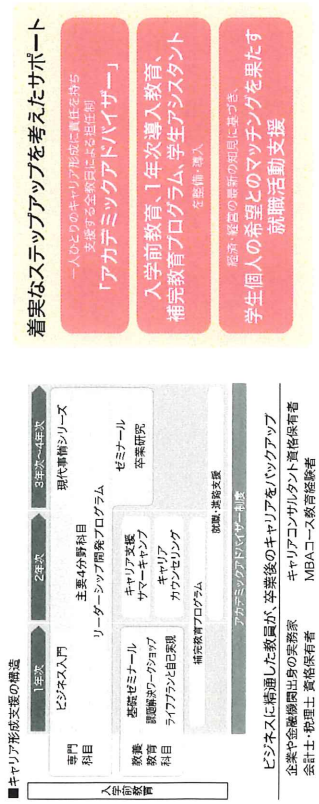 ■キャリア形成支援の構造
1年次
2年次
3年次～4年次
入学前教育
専門
科目
ビジネス入門
主要4分野科目
現代事情シリーズ
リーダーシップ開発プログラム
教養
教育
科目
基礎ゼミナール
課題解決ワークショップ
ライフプランと自己実現
キャリア支援
サマーキャンプ
キャリア
カウンセリング
ゼミナール
卒業研究
補完教育プログラム
就職・進路支援
アカデミックアドバイザー制度
ビジネスに精通した教員が、卒業後のキャリアをバックアップ
企業や金融機関出身の実務家
キャリアコンサルタント資格保有者
会計士・税理士 資格保有者
MBAコース教育経験者
着実なステップアップを考えたサポート
一人ひとりのキャリア形成に責任を持ち
支援する全教員による担任制
「アカデミックアドバイザー」
入学前教育、1年次導入教育、
補完教育プログラム、学生アシスタント
を整備・導入
経済・経営の最新の知見に基づき、
学生個人の希望とのマッチングを果たす
就職活動支援